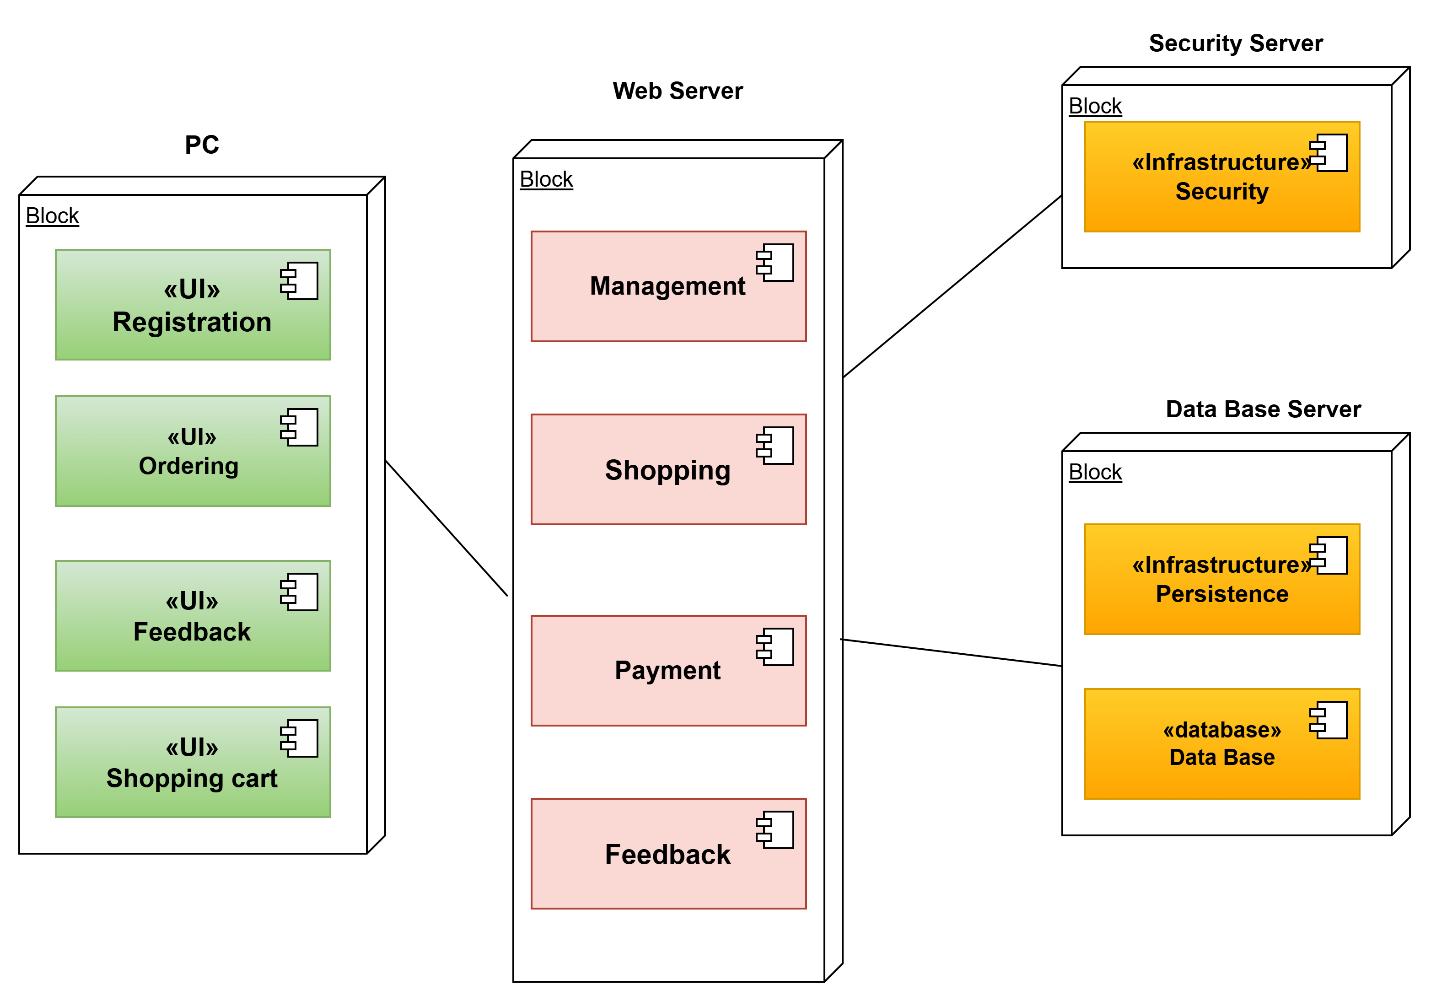 PC
Block
«UI»
Registration
«UI»
Ordering
«UI»
Feedback
«UI»
Shopping cart
Web Server
Block
Management
Shopping
Payment
Feedback
Security Server
Block
«Infrastructure»
Security
Data Base Server
Block
«Infrastructure»
Persistence
«database»
Data Base